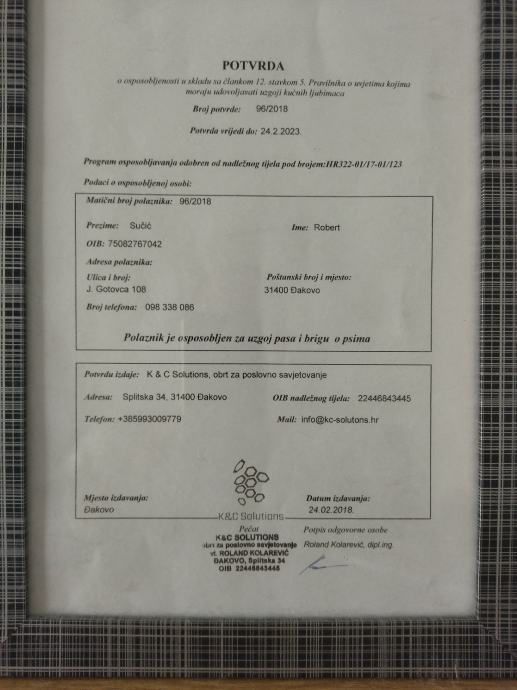 POTVRDA
o osposobljenosti u skladu sa člankom 12. stavkom 5. Pravilnika o uvjetima kojima
moraju udovoljavati uzgoji kućnih ljubimaca
Broj potvrde: 96/2018
Potvrda vrijedi do: 24.2.2023.
Program osposobljavanja odobren od nadležnog tijela pod brojem:HR322-01/17-01/123
Podaci o osposobljenoj osobi:
Matični broj polaznika: 96/2018
Prezime: Sučić Ime: Robert
OIB: 75082767042
Adresa polaznika:
Ulica i broj: Poštanski broj i mjesto:
J. Gotovca 108 31400 Đakovo
Broj telefona: 098 338 086
Polaznik je osposobljen za uzgoj pasa i brigu o psima
Potvrdu izdaje: K & C Solutions, obrt za poslovno savjetovanje
Adresa: Splitska 34, 31400 Đakovo OIB nadležnog tijela: 22446843445
Telefon: +385993009779 Mail: info@kc-solutons.hr
Mjesto izdavanja: Datum izdavanja:
Đakovo 24.02.2018.
K&C Solutions
Pečat Potpis odgovorne osobe
K&C SOLUTIONS
obrt za poslovno savjetovanje Roland Kolarević, dipl.ing.
vl. ROLAND KOLAREVIĆ
ĐAKOVO, Splitska 34
OIB 22446843445